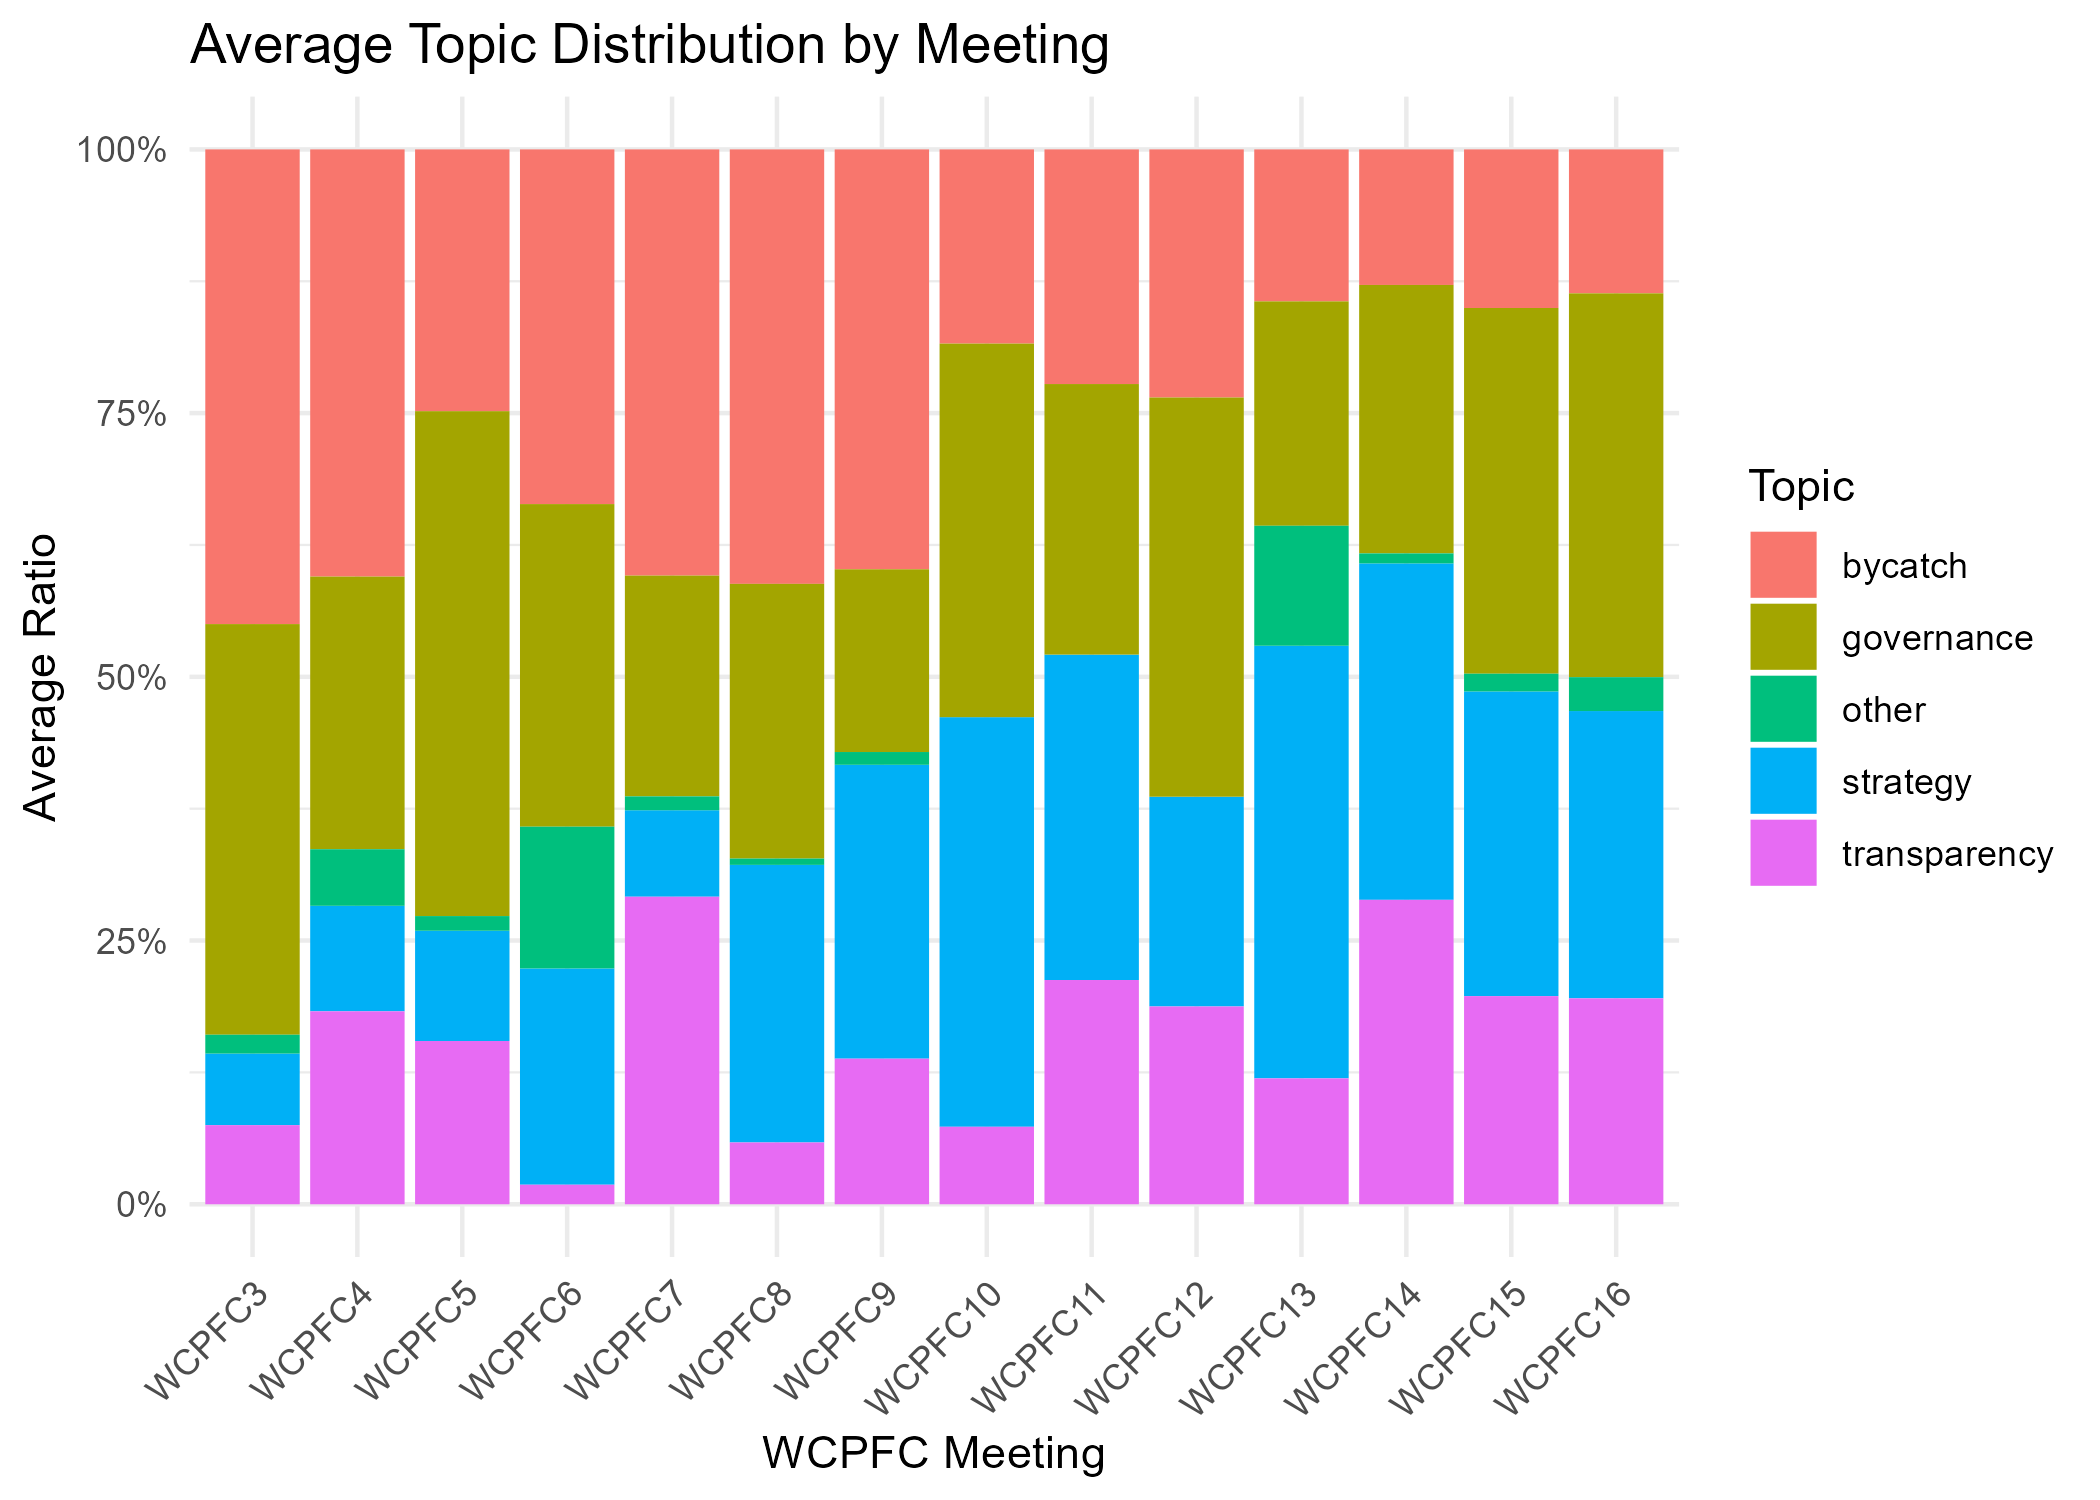 Average Topic Distribution by Meeting
100%
75%
50%
25%
0%
Average Ratio
WCPFC3
WCPFC4
WCPFC5
WCPFC6
WCPFC7
WCPFC8
WCPFC9
WCPFC10
WCPFC11
WCPFC12
WCPFC13
WCPFC14
WCPFC15
WCPFC16
WCPFC Meeting
Topic
bycatch
governance
other
strategy
transparency